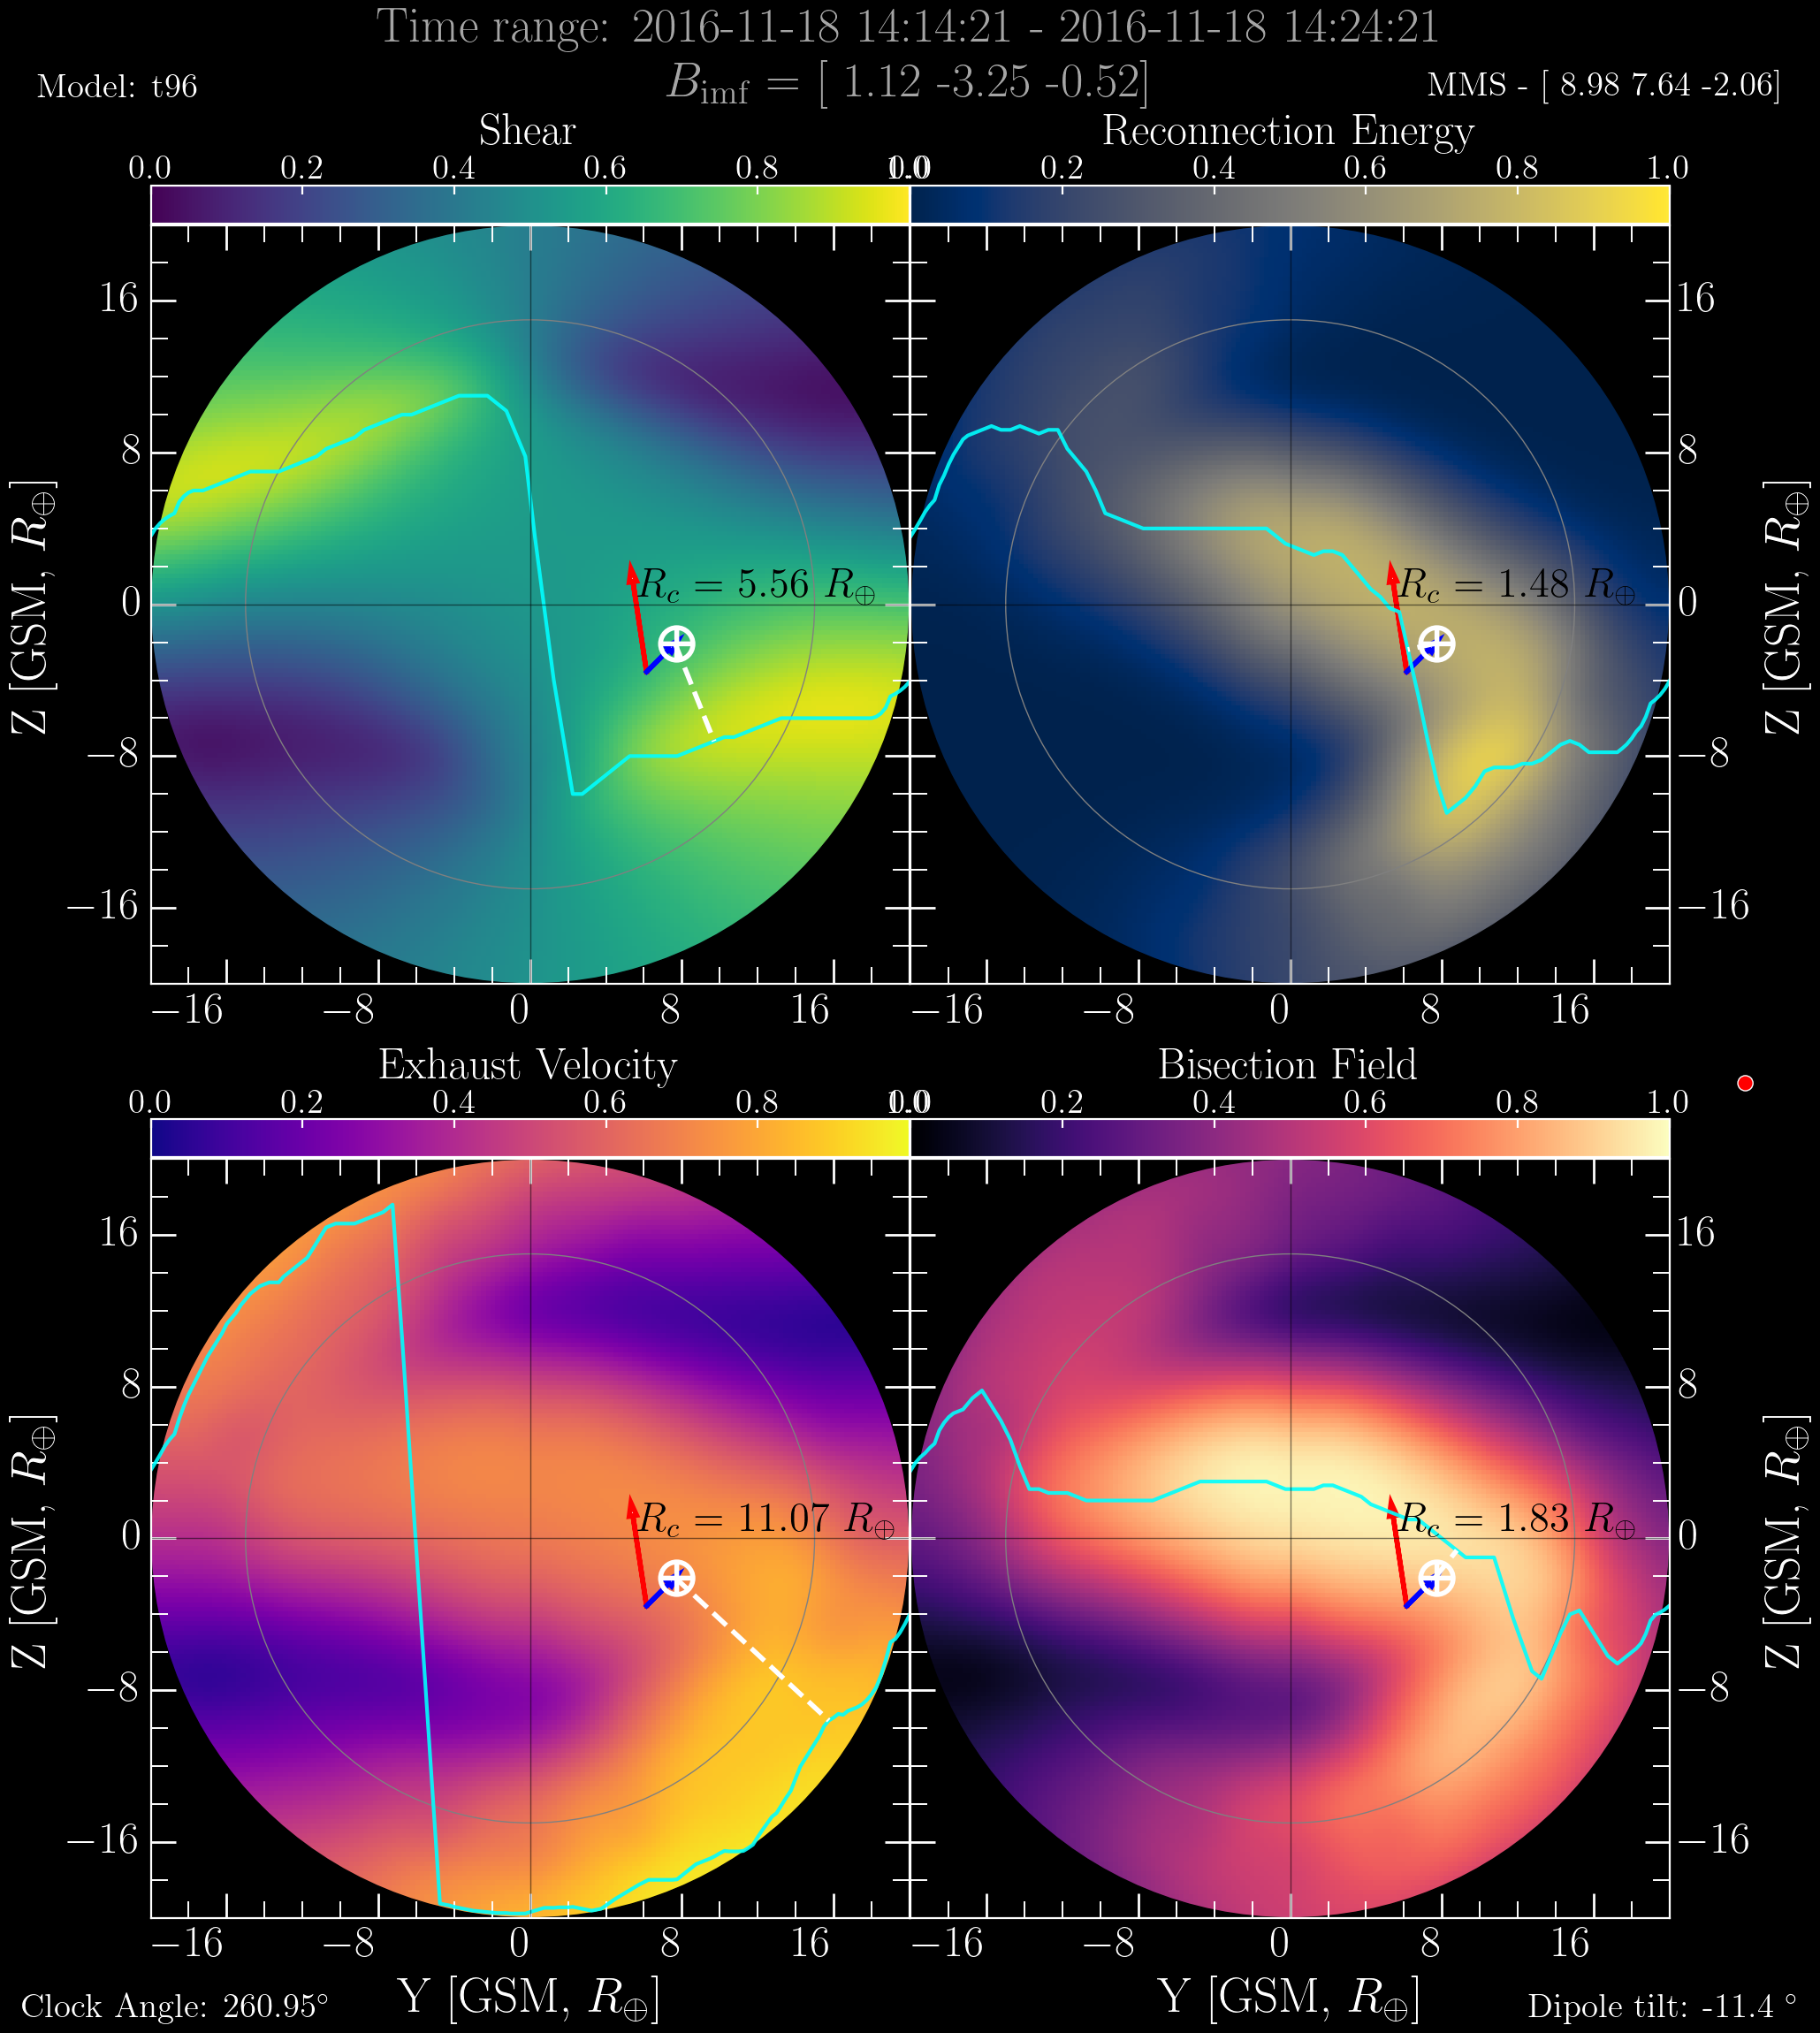 Time range: 2016-11-18 14:14:21 - 2016-11-18 14:24:21
Model: t96
B_imf = [ 1.12 -3.25 -0.52]
MMS - [ 8.98 7.64 -2.06]
Shear
Reconnection Energy
0.0 0.2 0.4 0.6 0.8 1.0
0.0 0.2 0.4 0.6 0.8 1.0
16 8 0 −8 −16
Z [GSM, R⊕]
R_c = 5.56 R⊕
R_c = 1.48 R⊕
16 8 0 −8 −16
Z [GSM, R⊕]
−16 −8 0 8 16
−16 −8 0 8 16
Exhaust Velocity
Bisection Field
0.0 0.2 0.4 0.6 0.8 1.0
0.0 0.2 0.4 0.6 0.8 1.0
16 8 0 −8 −16
Z [GSM, R⊕]
R_c = 11.07 R⊕
R_c = 1.83 R⊕
16 8 0 −8 −16
Z [GSM, R⊕]
−16 −8 0 8 16
−16 −8 0 8 16
Y [GSM, R⊕]
Y [GSM, R⊕]
Clock Angle: 260.95°
Dipole tilt: -11.4 °